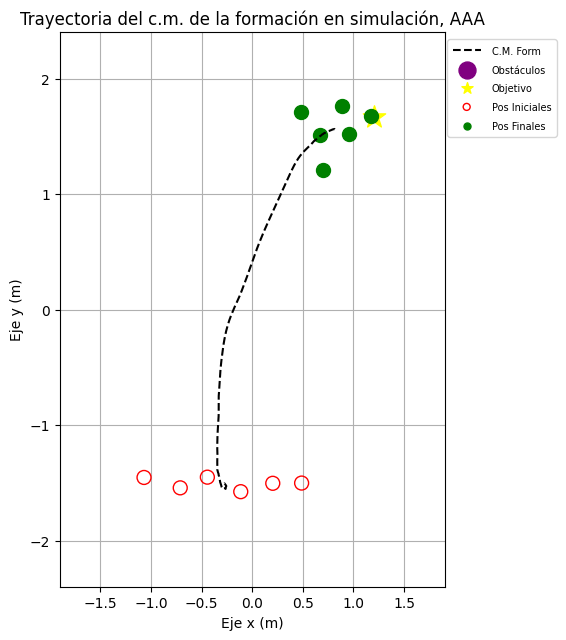 Trayectoria del c.m. de la formación en simulación, AAA
C.M. Form
Obstáculos
Objetivo
Pos Iniciales
Pos Finales
Eje y (m)
2
1
0
−1
−2
−1.5
−1.0
−0.5
0.0
0.5
1.0
1.5
Eje x (m)